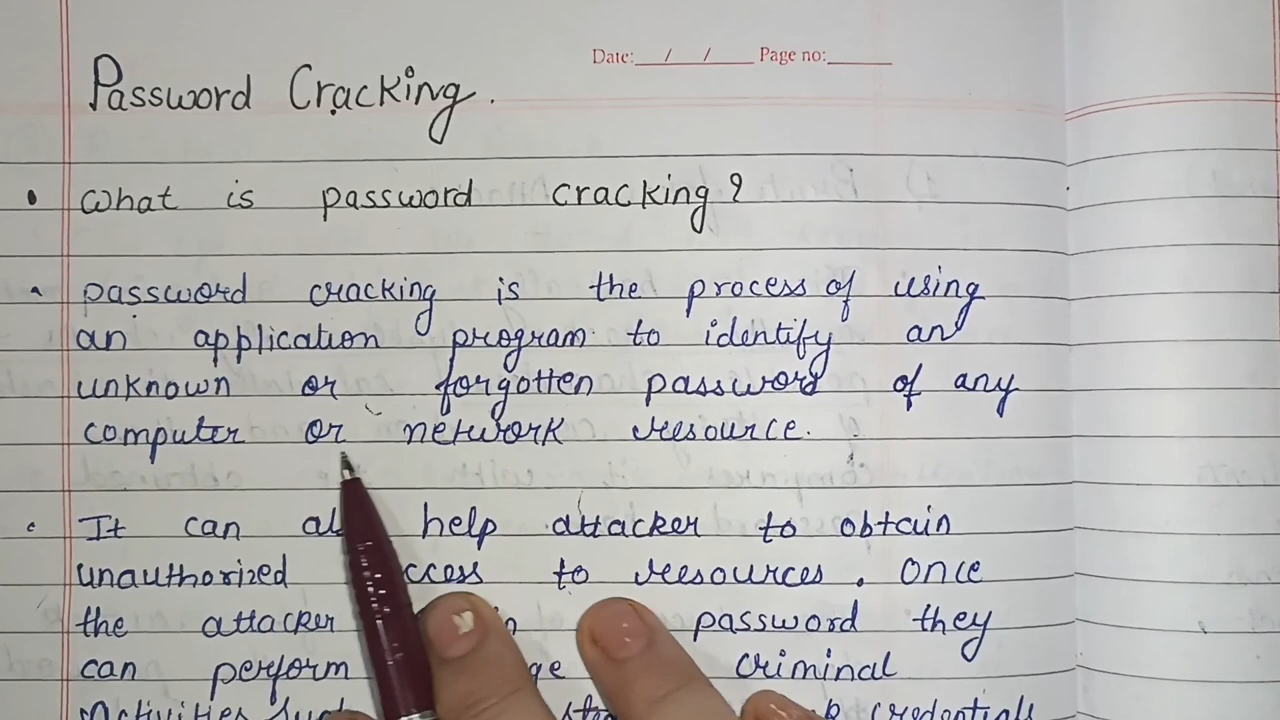 Date: / / Page no:
Password Cracking.
• What is password cracking?
password cracking is the process of using
an application program to identify an
unknown or forgotten password of any
computer or network resource.
It can help attacker to obtain
unauthorized to resources. Once
the attacker password they
can perform criminal
credentials